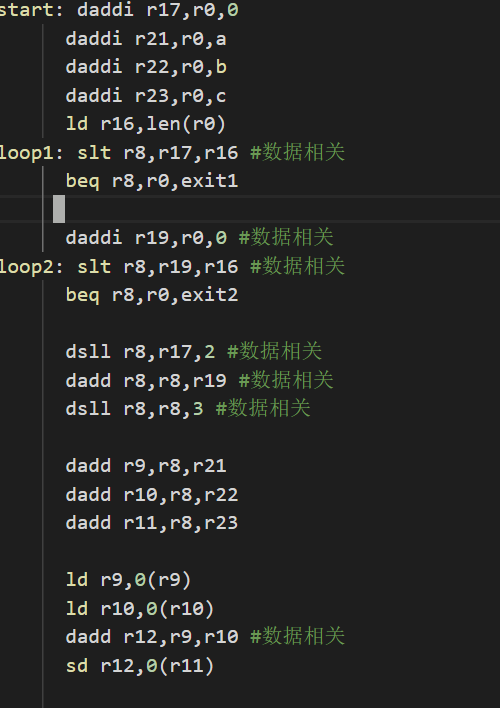 start: daddi r17,r0,0
daddi r21,r0,a
daddi r22,r0,b
daddi r23,r0,c
ld r16,len(r0)
loop1: slt r8,r17,r16 #数据相关
beq r8,r0,exit1
daddi r19,r0,0 #数据相关
loop2: slt r8,r19,r16 #数据相关
beq r8,r0,exit2
dsll r8,r17,2 #数据相关
dadd r8,r8,r19 #数据相关
dsll r8,r8,3 #数据相关
dadd r9,r8,r21
dadd r10,r8,r22
dadd r11,r8,r23
ld r9,0(r9)
ld r10,0(r10)
dadd r12,r9,r10 #数据相关
sd r12,0(r11)